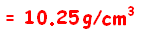 = 10.25g/cm³